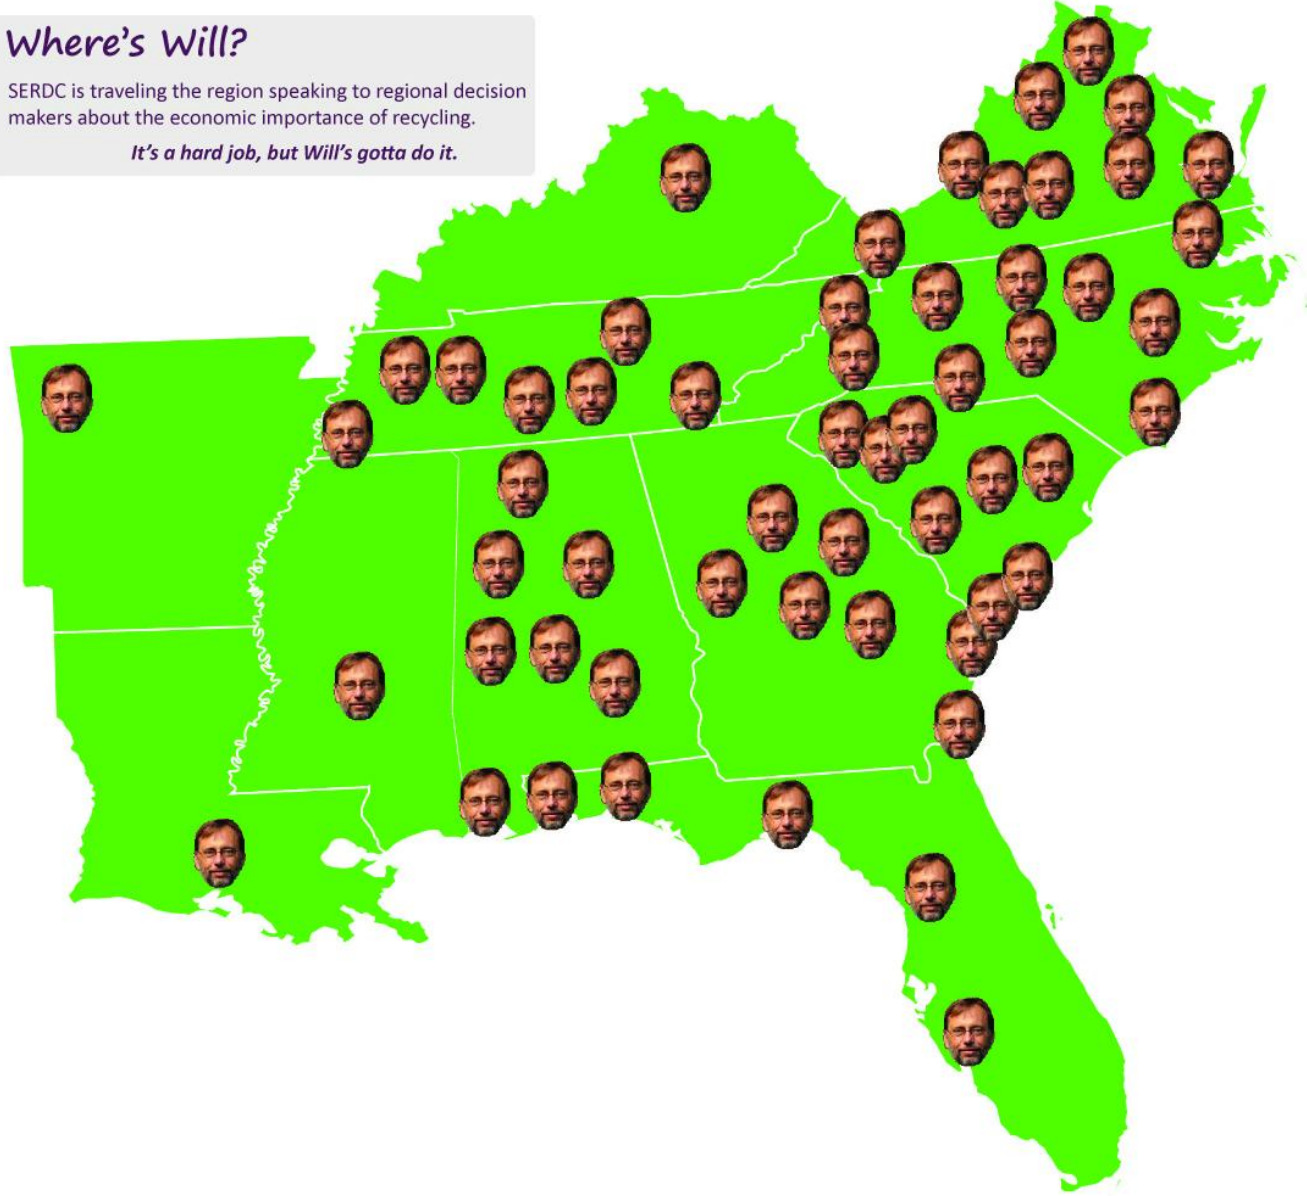 Where's Will?
SERDC is traveling the region speaking to regional decision
makers about the economic importance of recycling.
It's a hard job, but Will's gotta do it.